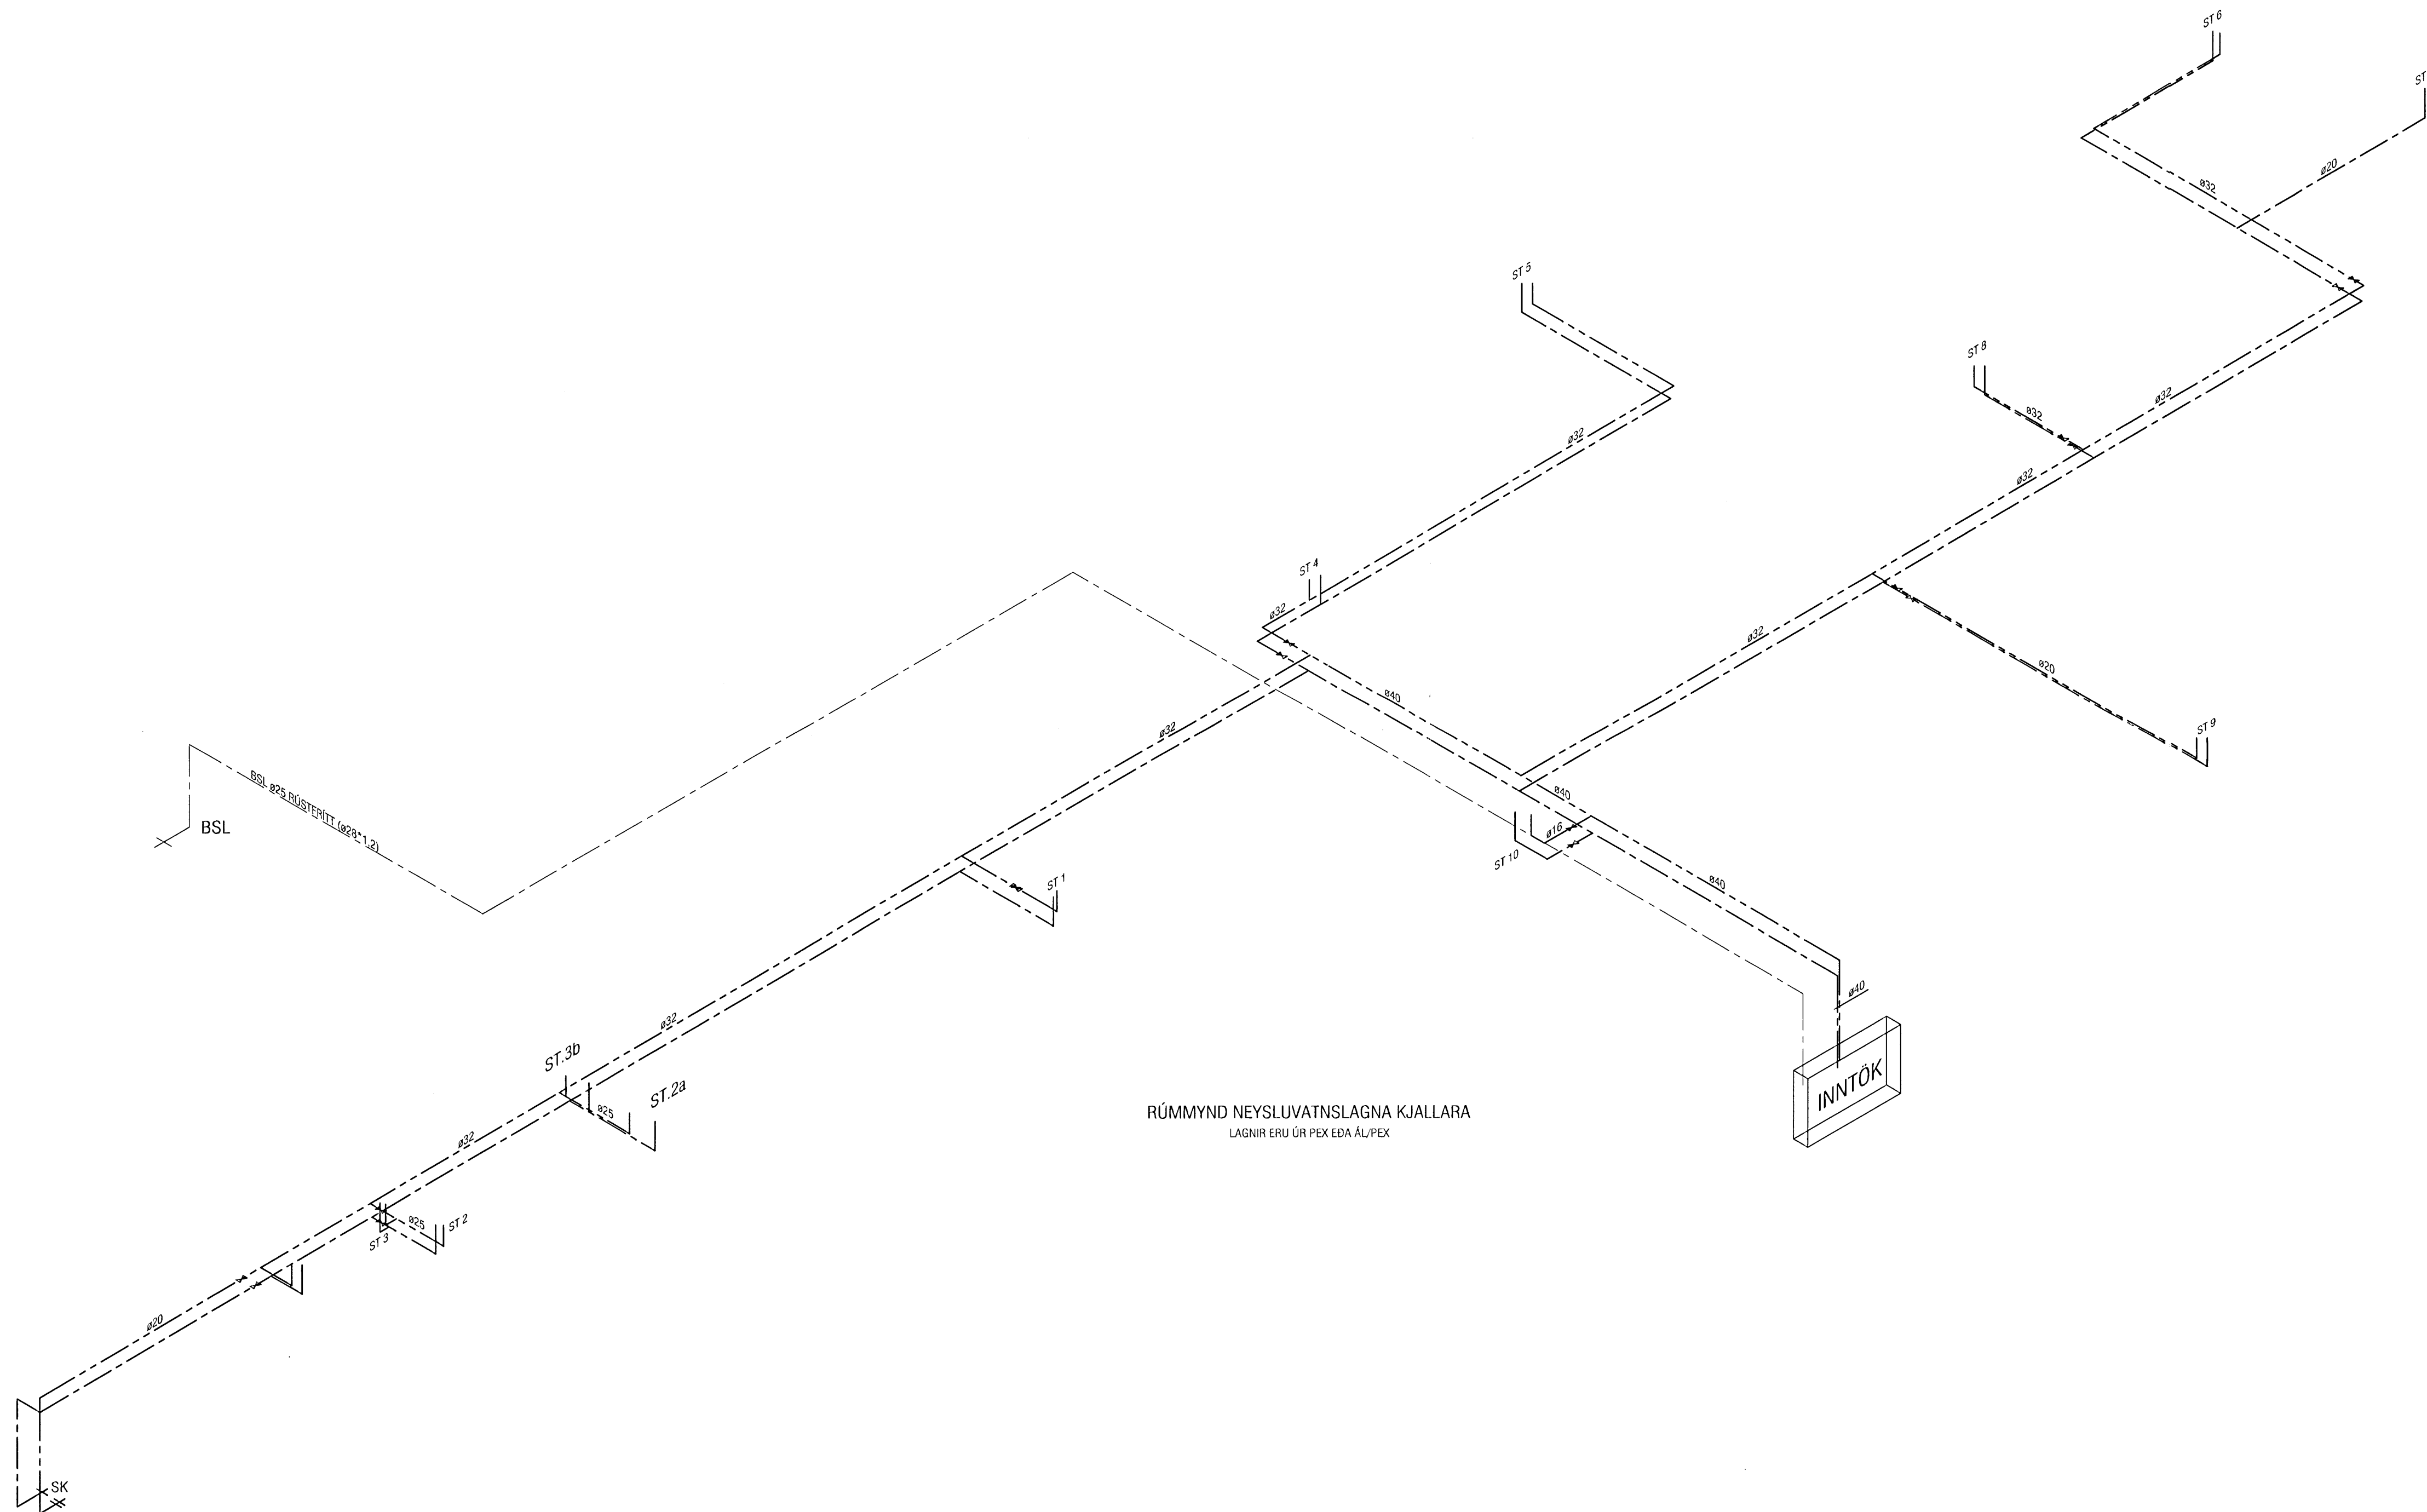 ST 6
ST
ø20
ø32
ST 5
ST 8
ø32
ø32
ø32
ø32
ST 4
ø32
ø32
ø20
ø40
ST 9
ø32
BSL ø25 RÚSTFRÍTT (ø28*1.2)
BSL
ø40
ø16
ST 10
ø40
ST 1
ø40
INNTÖK
ø32
ST.3b
ST.2a
ø25
RÚMMYND NEYSLUVATNSLAGNA KJALLARA
LAGNIR ERU ÚR PEX EÐA ÁL/PEX
ø32
ø25
ST 2
ST 3
ø20
SK